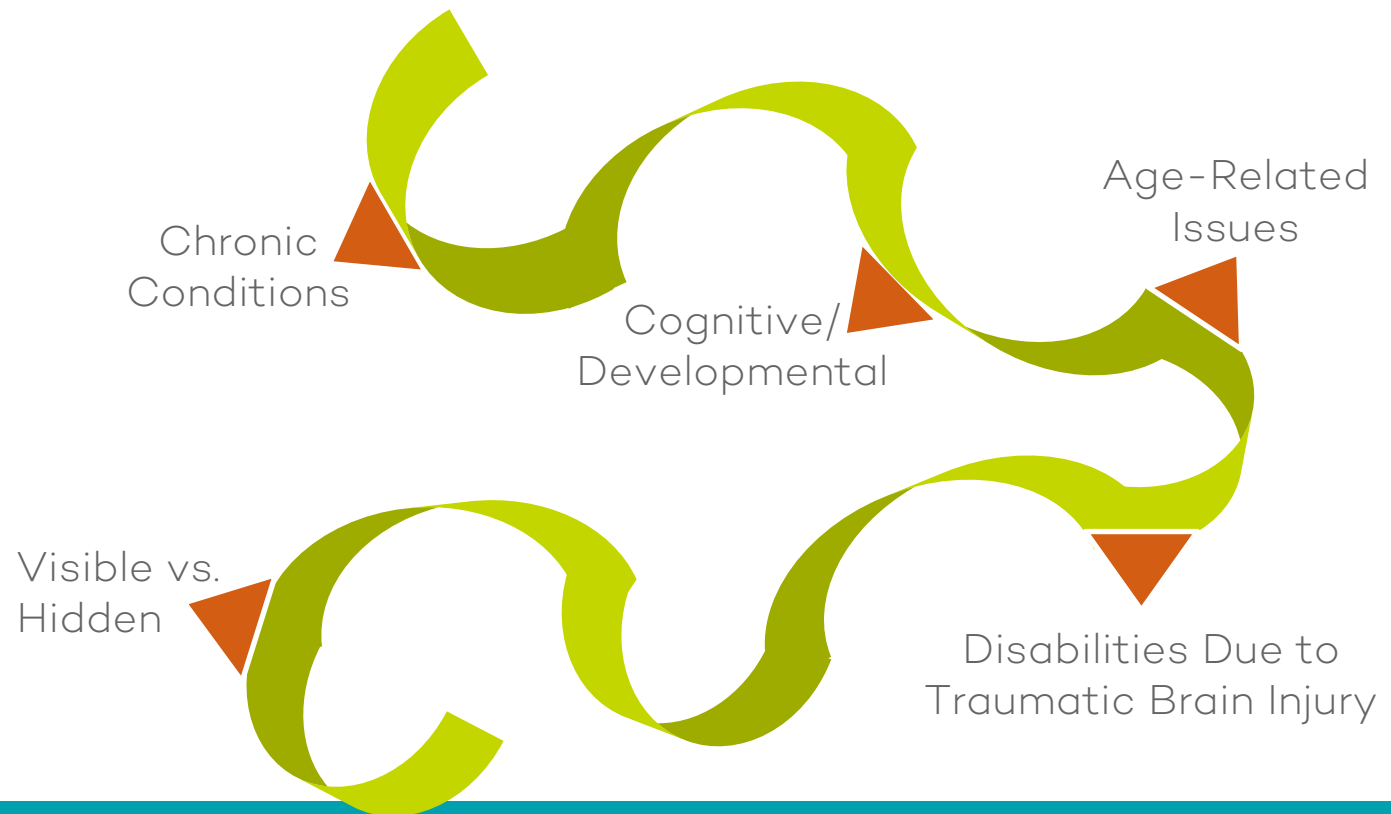 Chronic
Conditions
Cognitive/
Developmental
Age-Related
Issues
Disabilities Due to
Traumatic Brain Injury
Visible vs.
Hidden